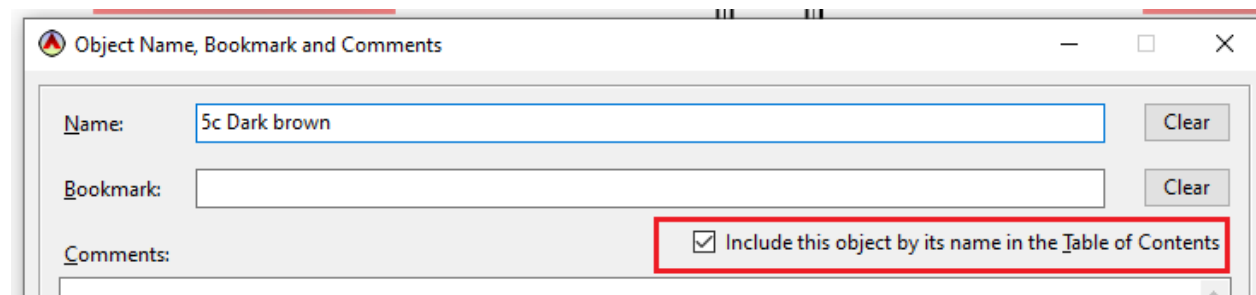 Object Name, Bookmark and Comments
Name: 5c Dark brown Clear
Bookmark: Clear
Comments: Include this object by its name in the Table of Contents